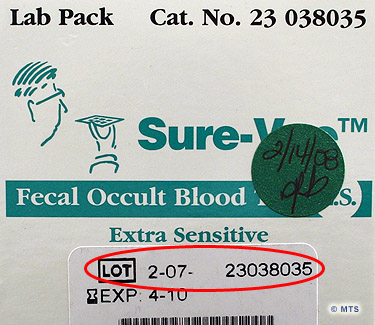 Lab Pack Cat. No. 23 038035
Sure-V™
2/14/08
Fecal Occult Blood T .S.)
Extra Sensitive
LOT 2-07- 23038035
EXP 4-10
© MTS